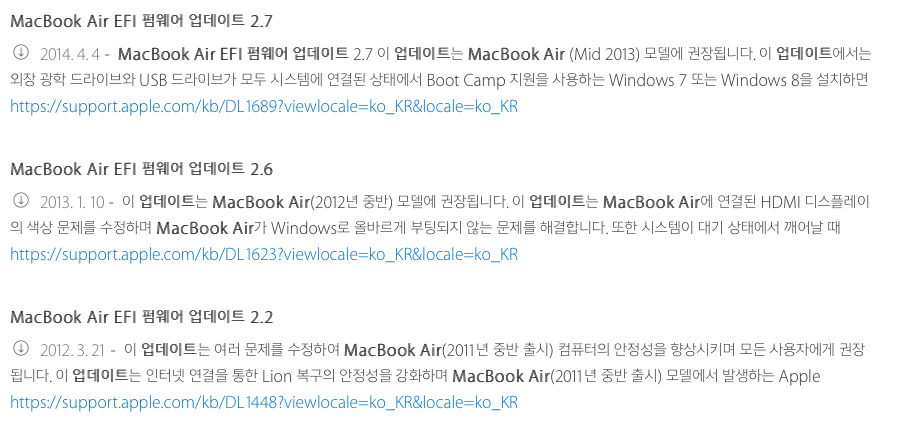 MacBook Air EFI 펌웨어 업데이트 2.7
2014. 4. 4 - MacBook Air EFI 펌웨어 업데이트 2.7 이 업데이트는 MacBook Air (Mid 2013) 모델에 권장됩니다. 이 업데이트에서는
외장 광학 드라이브와 USB 드라이브가 모두 시스템에 연결된 상태에서 Boot Camp 지원을 사용하는 Windows 7 또는 Windows 8을 설치하면
https://support.apple.com/kb/DL1689?viewlocale=ko_KR&locale=ko_KR
MacBook Air EFI 펌웨어 업데이트 2.6
2013. 1. 10 - 이 업데이트는 MacBook Air(2012년 중반) 모델에 권장됩니다. 이 업데이트는 MacBook Air에 연결된 HDMI 디스플레이
의 색상 문제를 수정하며 MacBook Air가 Windows로 올바르게 부팅되지 않는 문제를 해결합니다. 또한 시스템이 대기 상태에서 깨어날 때
https://support.apple.com/kb/DL1623?viewlocale=ko_KR&locale=ko_KR
MacBook Air EFI 펌웨어 업데이트 2.2
2012. 3. 21 - 이 업데이트는 여러 문제를 수정하여 MacBook Air(2011년 중반 출시) 컴퓨터의 안정성을 향상시키며 모든 사용자에게 권장
됩니다. 이 업데이트는 인터넷 연결을 통한 Lion 복구의 안정성을 강화하며 MacBook Air(2011년 중반 출시) 모델에서 발생하는 Apple
https://support.apple.com/kb/DL1448?viewlocale=ko_KR&locale=ko_KR